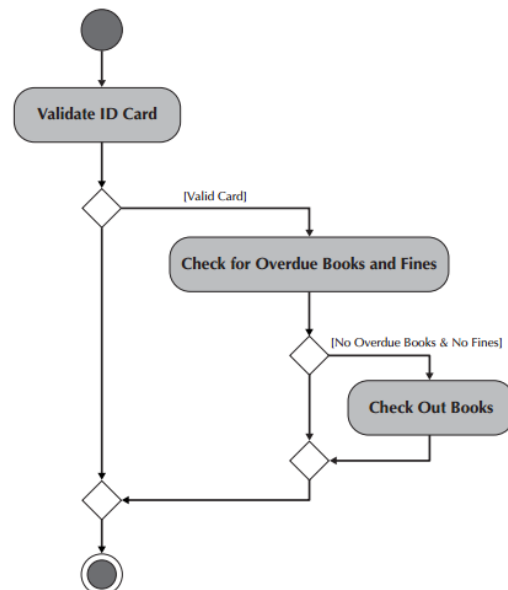 Validate ID Card
[Valid Card]
Check for Overdue Books and Fines
[No Overdue Books & No Fines]
Check Out Books